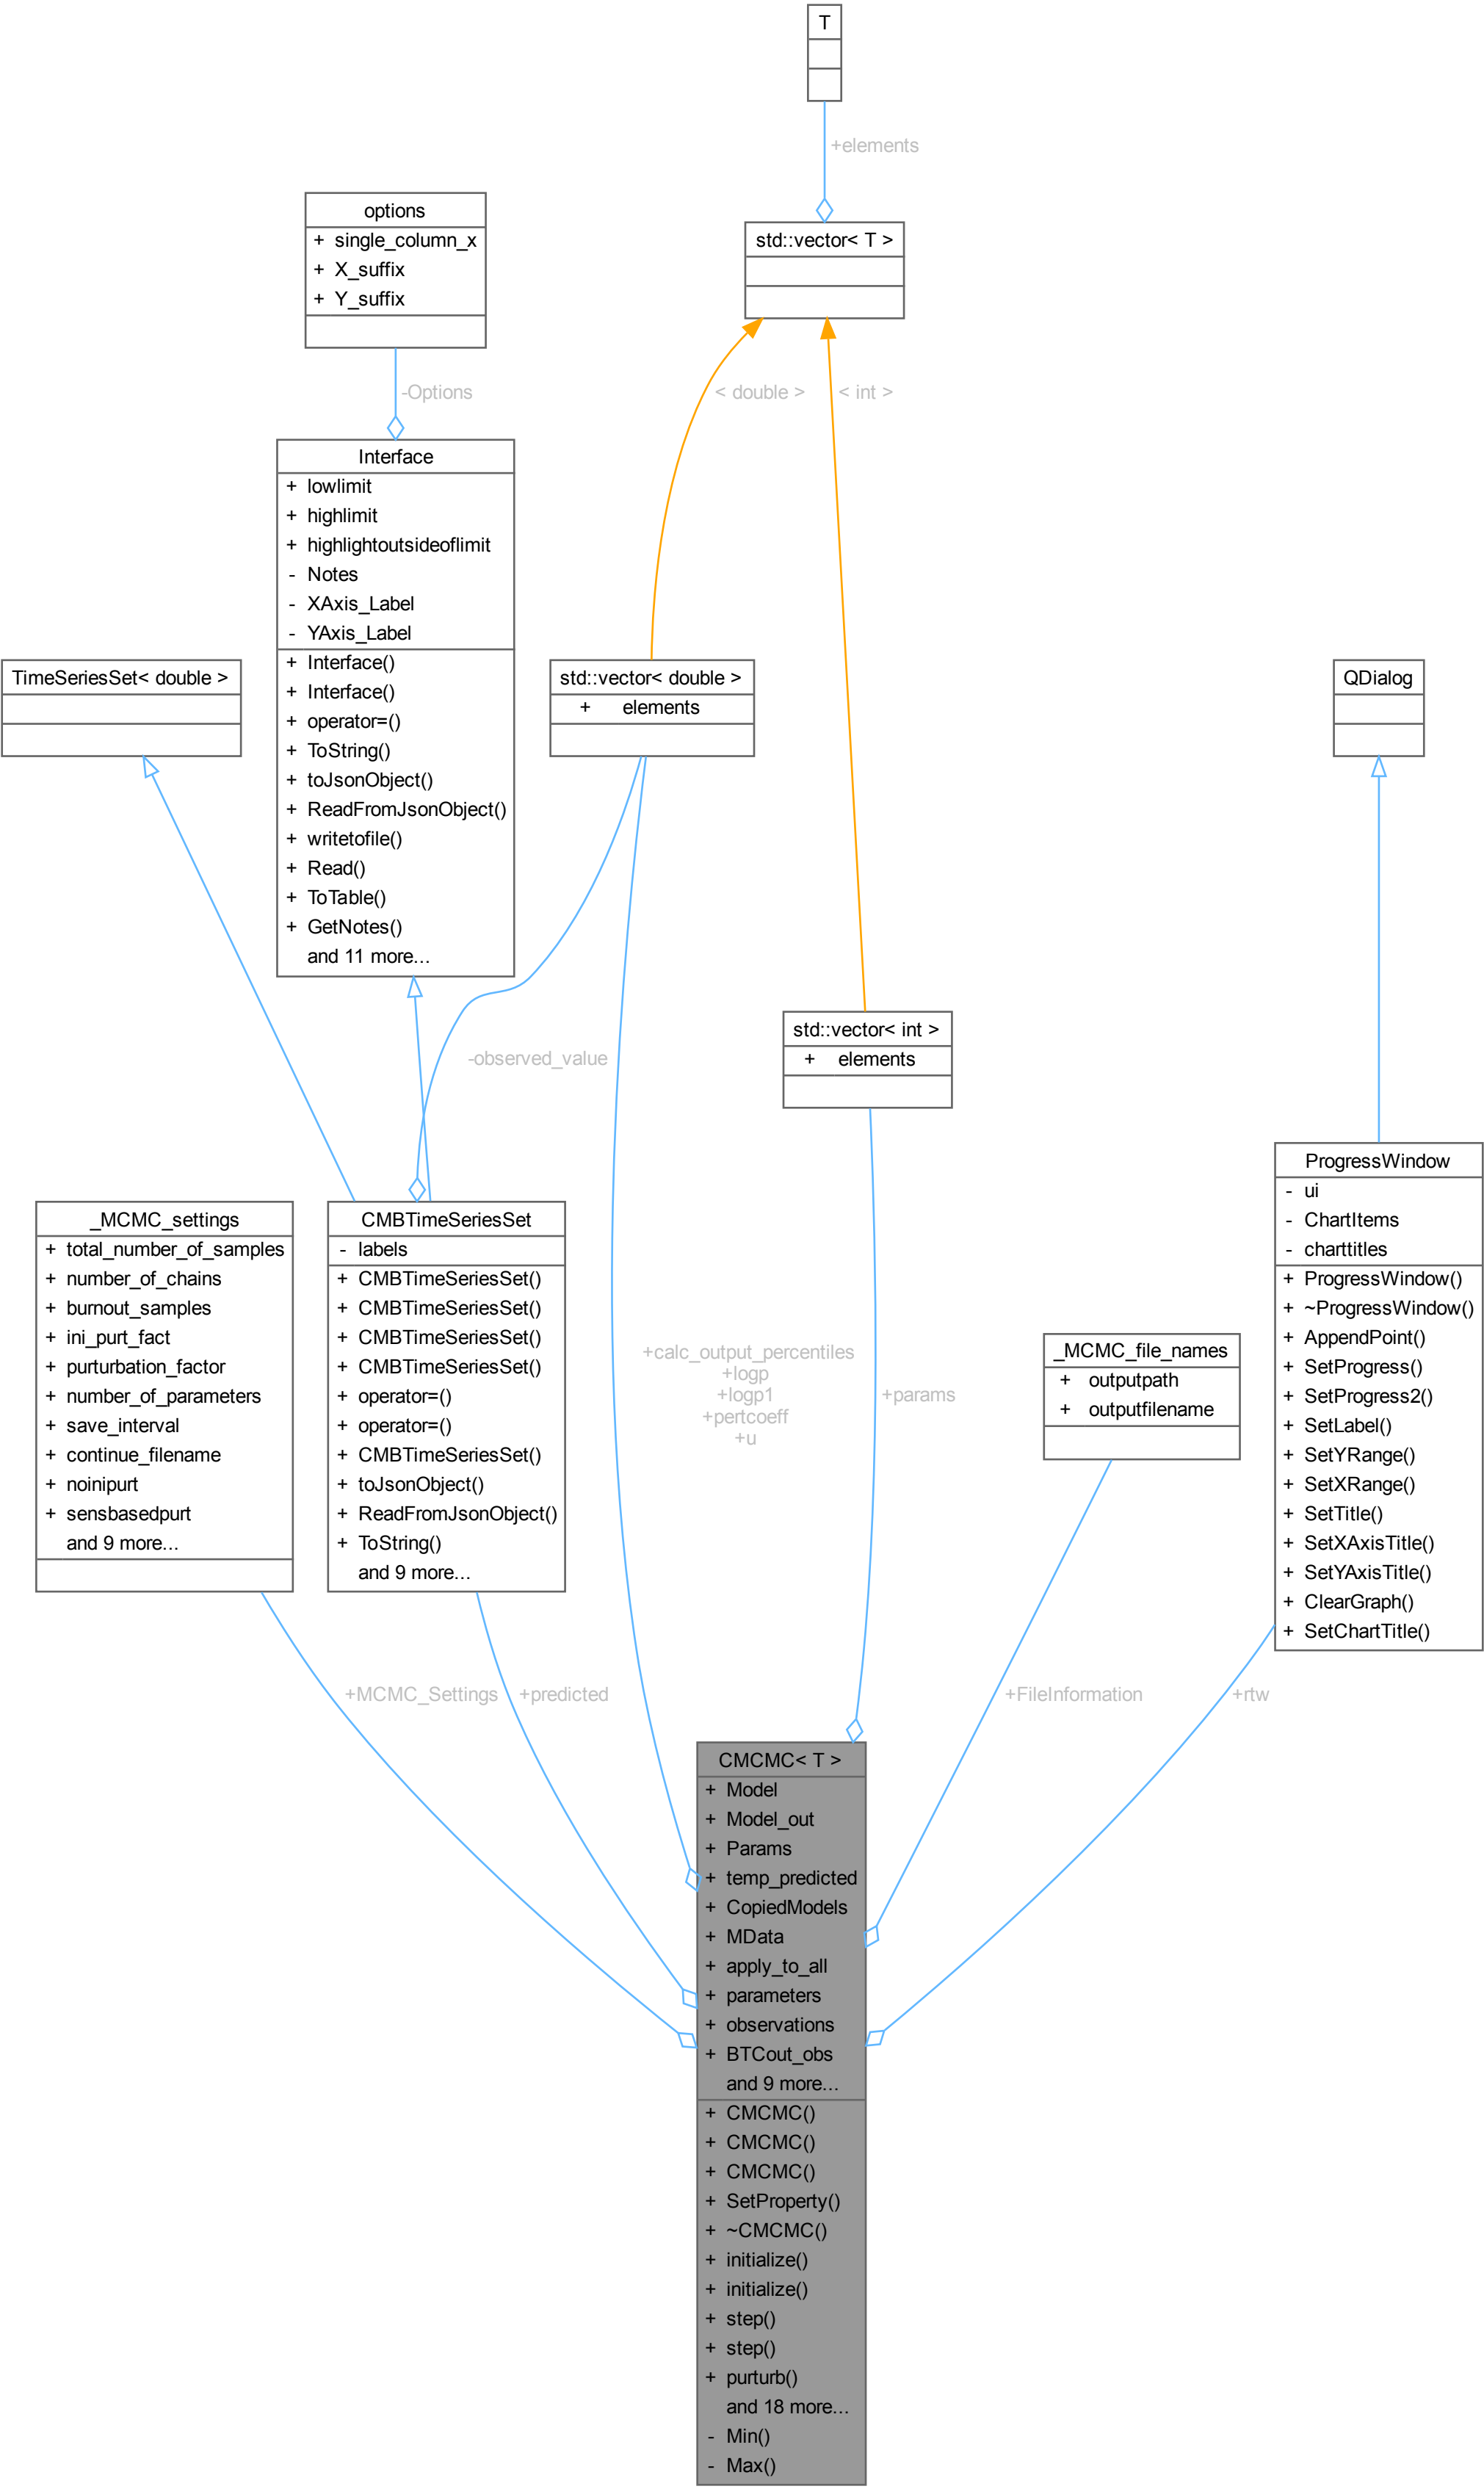 T
+elements
options
+ single_column_x
+ X_suffix
+ Y_suffix
std::vector< T >
-Options
< double >
< int >
Interface
+ lowlimit
+ highlimit
+ highlightoutsideoflimit
- Notes
- XAxis_Label
- YAxis_Label
+ Interface()
+ Interface()
+ operator=()
+ ToString()
+ toJsonObject()
+ ReadFromJsonObject()
+ writetofile()
+ Read()
+ ToTable()
+ GetNotes()
and 11 more...
TimeSeriesSet< double >
std::vector< double >
+ elements
QDialog
std::vector< int >
+ elements
-observed_value
_MCMC_settings
+ total_number_of_samples
+ number_of_chains
+ burnout_samples
+ ini_purt_fact
+ purturbation_factor
+ number_of_parameters
+ save_interval
+ continue_filename
+ noinipurt
+ sensbasedpurt
and 9 more...
CMBTimeSeriesSet
- labels
+ CMBTimeSeriesSet()
+ CMBTimeSeriesSet()
+ CMBTimeSeriesSet()
+ CMBTimeSeriesSet()
+ operator=()
+ operator=()
+ CMBTimeSeriesSet()
+ toJsonObject()
+ ReadFromJsonObject()
+ ToString()
and 9 more...
+calc_output_percentiles
+logp
+logp1
+pertcoeff
+u
+params
_MCMC_file_names
+ outputpath
+ outputfilename
ProgressWindow
- ui
- ChartItems
- charttitles
+ ProgressWindow()
+ ~ProgressWindow()
+ AppendPoint()
+ SetProgress()
+ SetProgress2()
+ SetLabel()
+ SetYRange()
+ SetXRange()
+ SetTitle()
+ SetXAxisTitle()
+ SetYAxisTitle()
+ ClearGraph()
+ SetChartTitle()
+MCMC_Settings
+predicted
+FileInformation
+rtw
CMCMC< T >
+ Model
+ Model_out
+ Params
+ temp_predicted
+ CopiedModels
+ MData
+ apply_to_all
+ parameters
+ observations
+ BTCout_obs
and 9 more...
+ CMCMC()
+ CMCMC()
+ CMCMC()
+ SetProperty()
+ ~CMCMC()
+ initialize()
+ initialize()
+ step()
+ step()
+ purturb()
and 18 more...
- Min()
- Max()